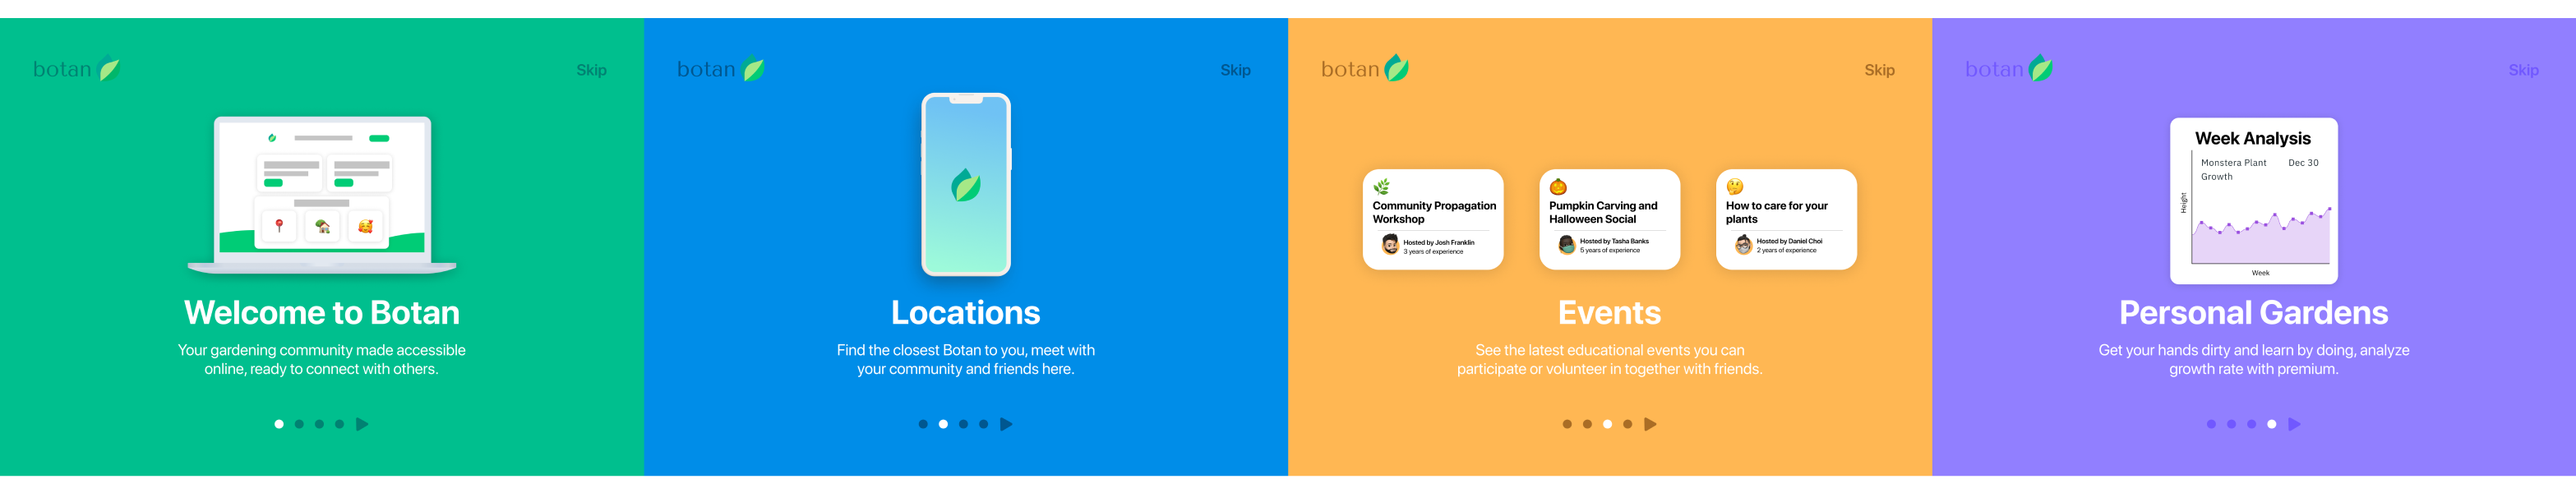 botan
Skip
Welcome to Botan
Your gardening community made accessible
online, ready to connect with others.
botan
Skip
Locations
Find the closest Botan to you, meet with
your community and friends here.
botan
Skip
Community Propagation
Workshop
Hosted by Josh Franklin
3 years of experience
Pumpkin Carving and
Halloween Social
Hosted by Tasha Banks
6 years of experience
How to care for your
plants
Hosted by Daniel Choi
2 years of experience
Events
See the latest educational events you can
participate or volunteer in together with friends.
botan
Skip
Week Analysis
Monstera Plant Dec 30
Growth
Height
Week
Personal Gardens
Get your hands dirty and learn by doing, analyze
growth rate with premium.